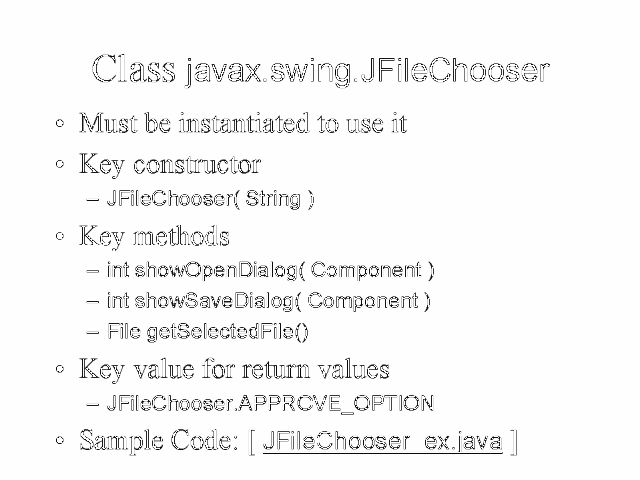 Class javax.swing.JFileChooser
• Must be instantiated to use it
• Key constructor
– JFileChooser( String )
• Key methods
– int showOpenDialog( Component )
– int showSaveDialog( Component )
– File getSelectedFile()
• Key value for return values
– JFileChooser.APPROVE_OPTION
• Sample Code: [ JFileChooser_ex.java ]